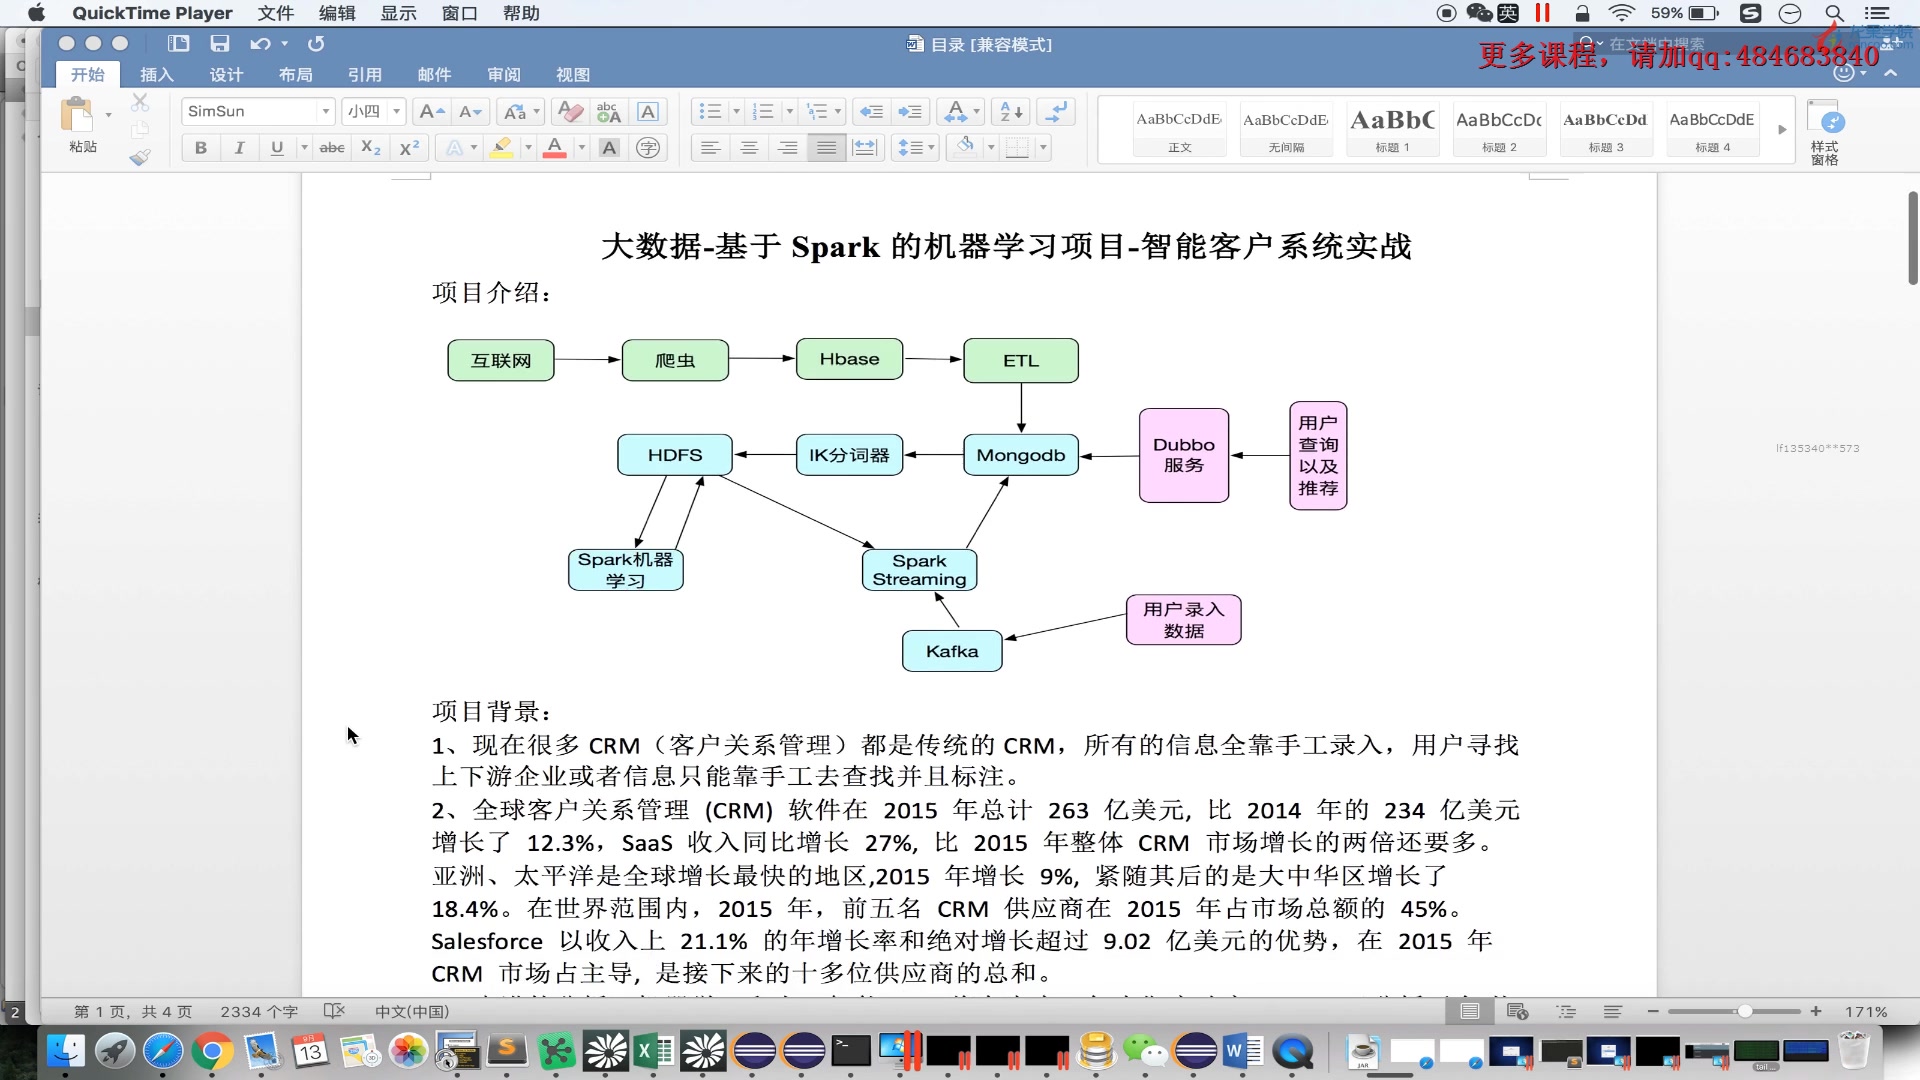 QuickTime Player 文件 编辑 显示 窗口 帮助
英 59%
目录 [兼容模式]
在文档中搜索
更多课程，请加qq:484683840
开始 插入 设计 布局 引用 邮件 审阅 视图
粘贴
SimSun 小四
AaBbCcDdE AaBbCcDdE AaBbC AaBbCcDc AaBbCcDd AaBbCcDdE
正文 无间隔 标题 1 标题 2 标题 3 标题 4
样式
窗格
大数据-基于 Spark 的机器学习项目-智能客户系统实战
项目介绍：
互联网 爬虫 Hbase ETL
HDFS IK分词器 Mongodb
Dubbo
服务
用户
查询
以及
推荐
lf135340**573
Spark机器
学习
Spark
Streaming
用户录入
数据
Kafka
项目背景：
1、现在很多 CRM（客户关系管理）都是传统的 CRM，所有的信息全靠手工录入，用户寻找
上下游企业或者信息只能靠手工去查找并且标注。
2、全球客户关系管理 (CRM) 软件在 2015 年总计 263 亿美元, 比 2014 年的 234 亿美元
增长了 12.3%，SaaS 收入同比增长 27%, 比 2015 年整体 CRM 市场增长的两倍还要多。
亚洲、太平洋是全球增长最快的地区,2015 年增长 9%, 紧随其后的是大中华区增长了
18.4%。在世界范围内，2015 年，前五名 CRM 供应商在 2015 年占市场总额的 45%。
Salesforce 以收入上 21.1% 的年增长率和绝对增长超过 9.02 亿美元的优势，在 2015 年
CRM 市场占主导, 是接下来的十多位供应商的总和。
2 第 1 页，共 4 页 2334 个字 中文(中国) 171%